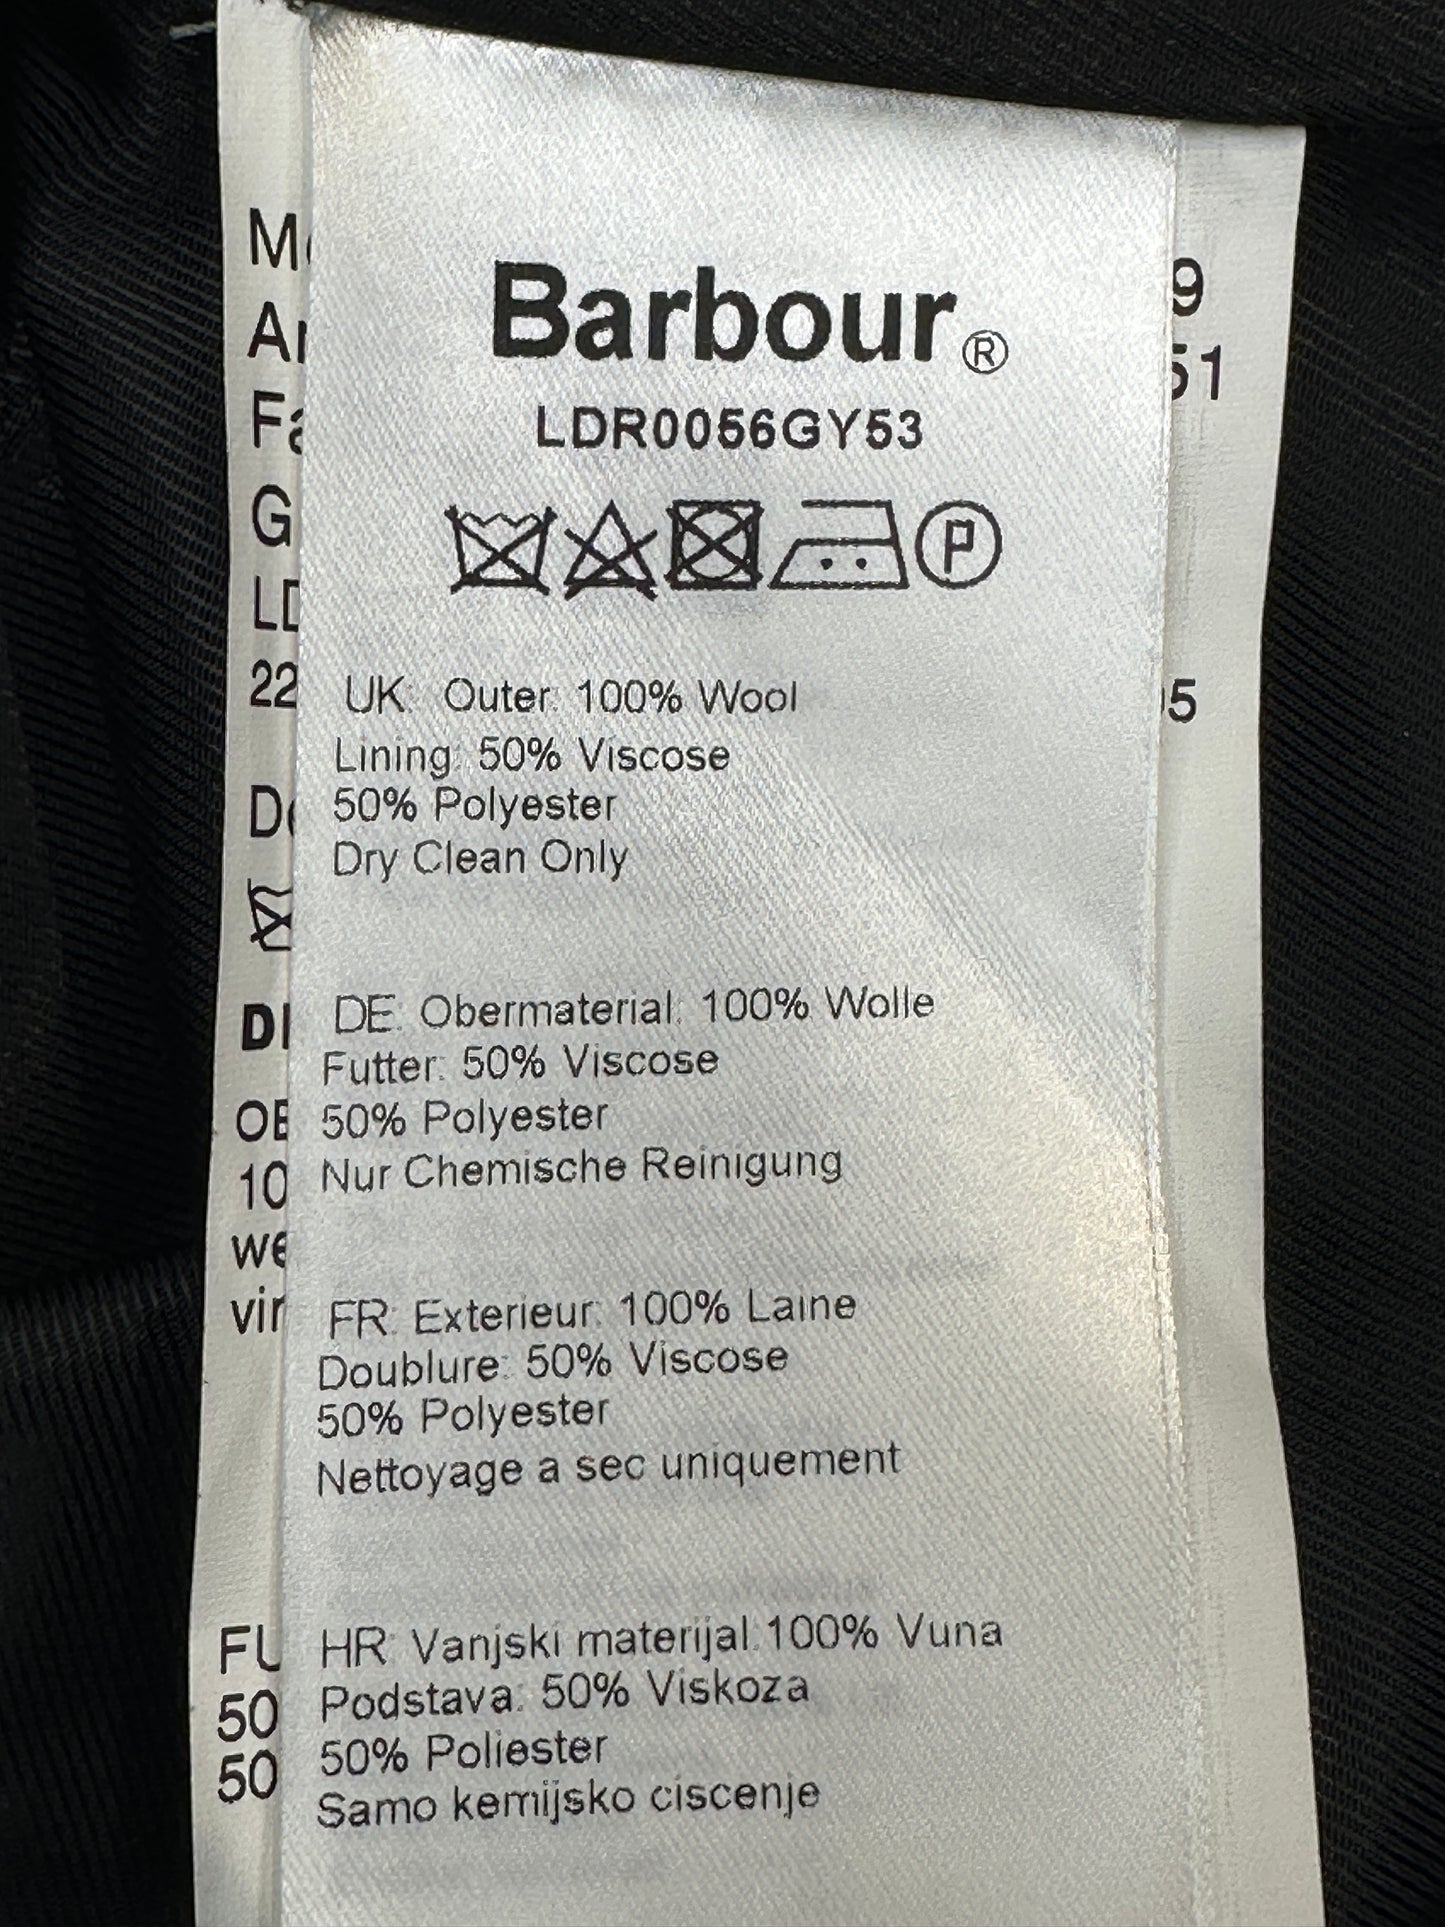 Barbour®
LDR0056GY53
P
UK: Outer: 100% Wool
Lining: 50% Viscose
50% Polyester
Dry Clean Only
DE: Obermaterial: 100% Wolle
Futter: 50% Viscose
50% Polyester
Nur Chemische Reinigung
FR: Exterieur: 100% Laine
Doublure: 50% Viscose
50% Polyester
Nettoyage a sec uniquement
HR: Vanjski materijal:100% Vuna
Podstava: 50% Viskoza
50% Poliester
Samo kemijsko ciscenje